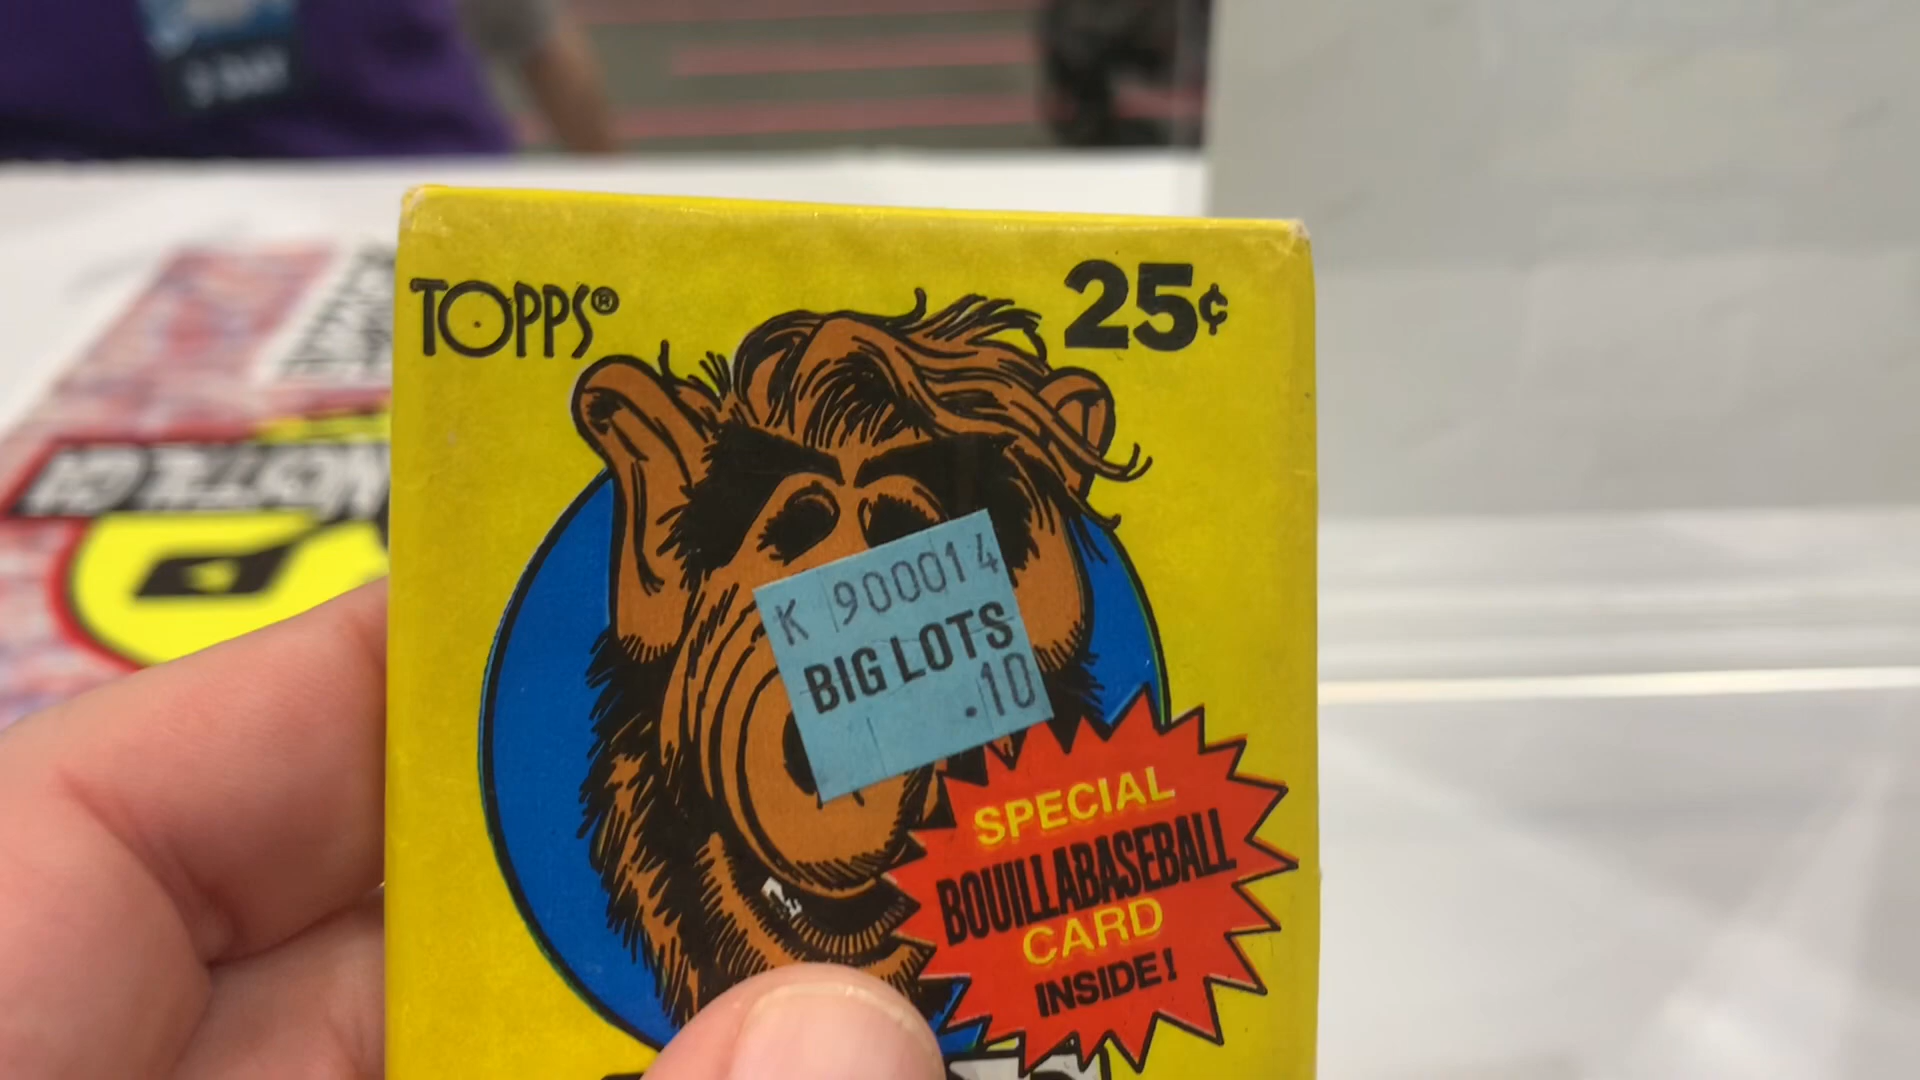 TOPPS®
25¢
K 900014
BIG LOTS
.10
SPECIAL
BOUILLABASEBALL
CARD
INSIDE!